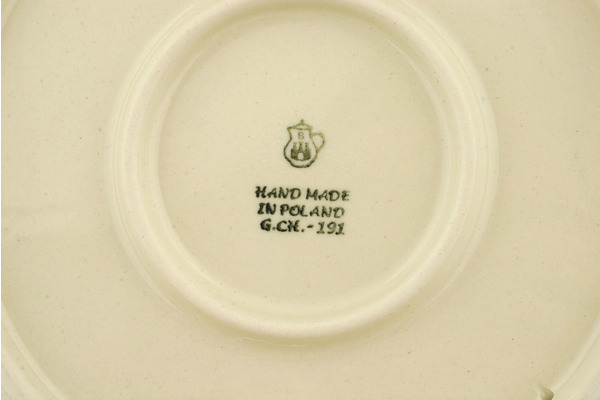 S
HAND MADE
IN POLAND
G.CH.-191